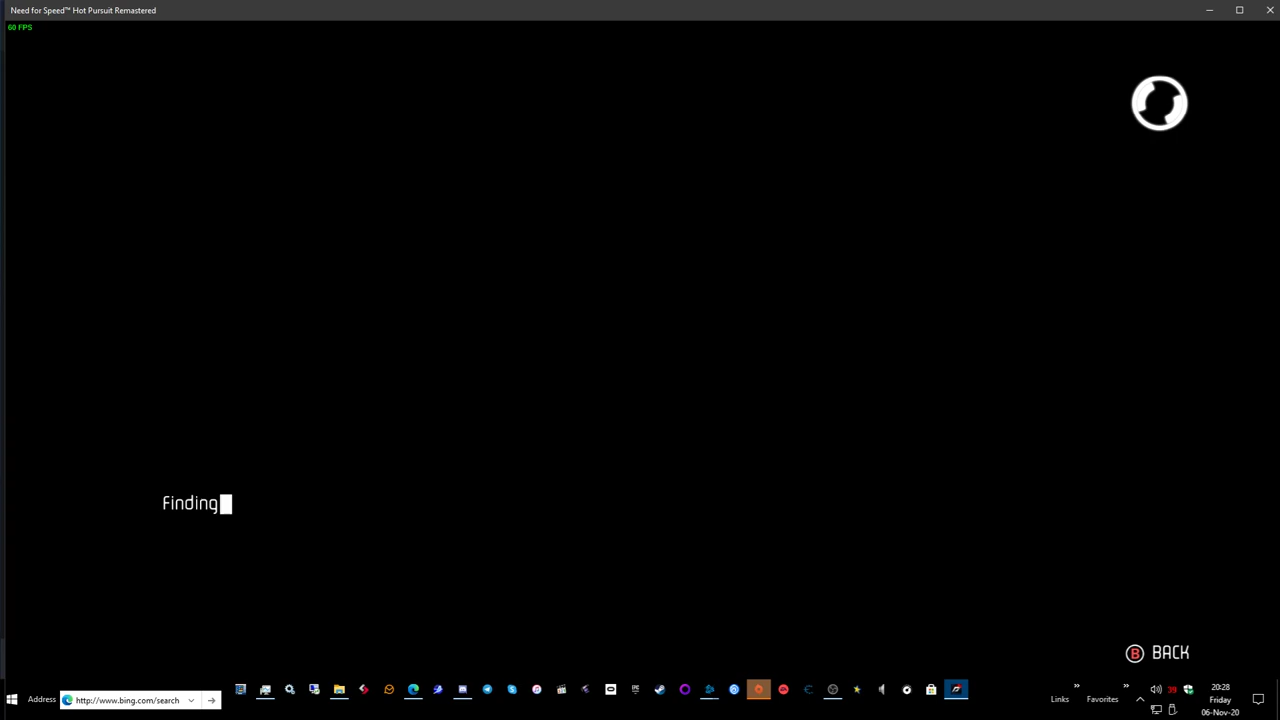 Need for Speed™ Hot Pursuit Remastered
60 FPS
Finding
B BACK
Address http://www.bing.com/search
Links » Favorites » 39
20:28
Friday
06-Nov-20